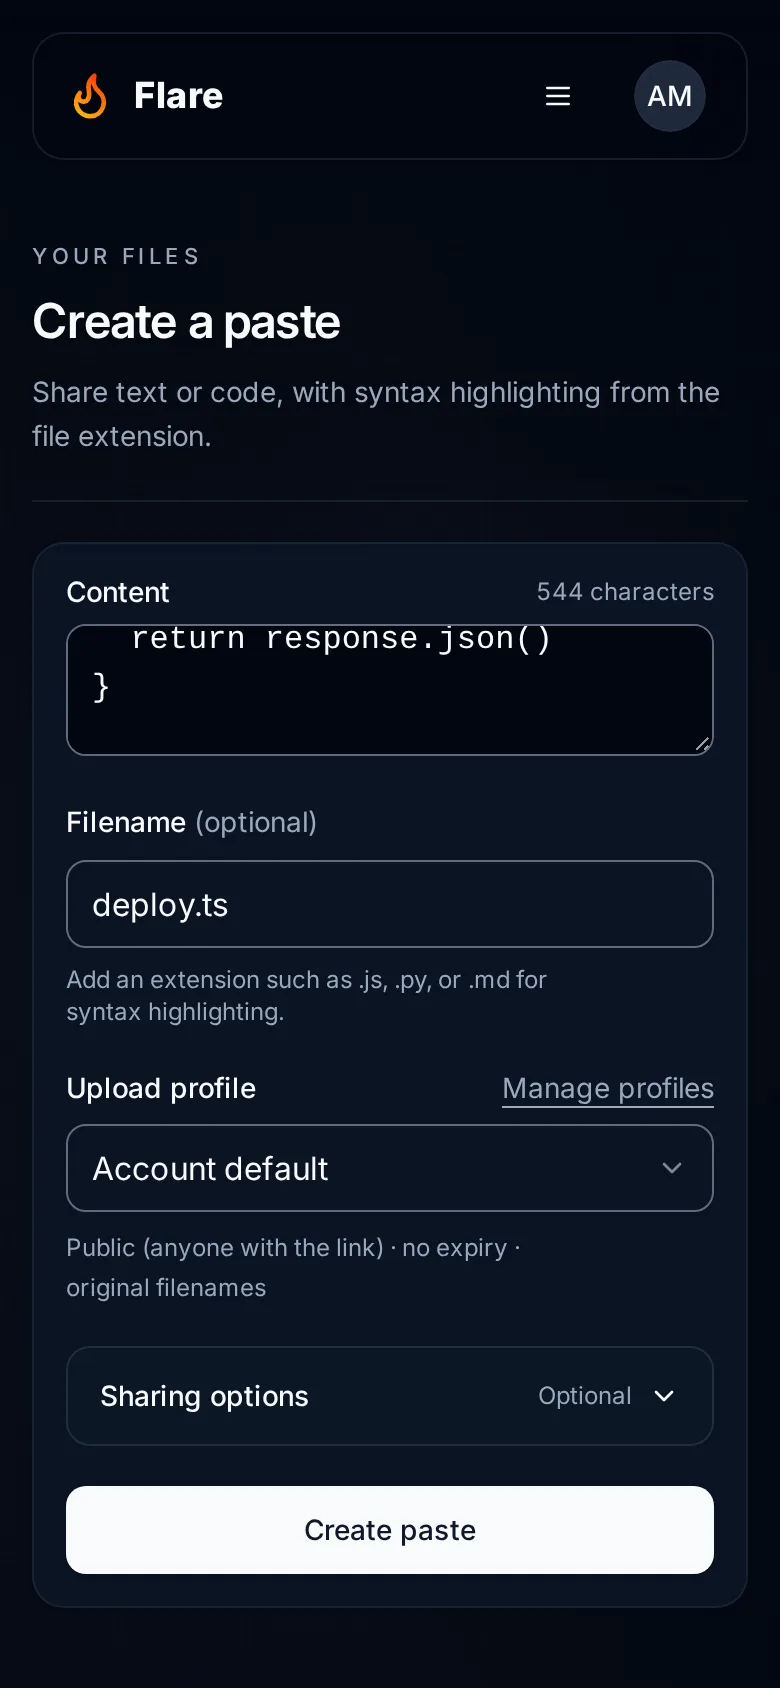 Flare
AM
YOUR FILES
Create a paste
Share text or code, with syntax highlighting from the
file extension.
Content
544 characters
return response.json()
}
Filename (optional)
deploy.ts
Add an extension such as .js, .py, or .md for
syntax highlighting.
Upload profile
Manage profiles
Account default
Public (anyone with the link) · no expiry ·
original filenames
Sharing options
Optional
Create paste